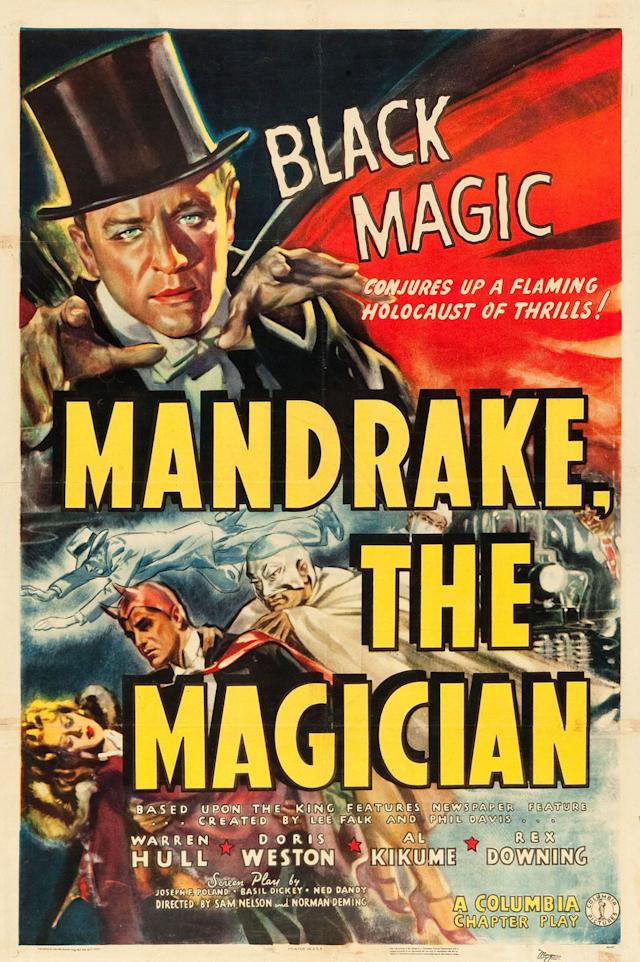 BLACK
MAGIC
CONJURES UP A FLAMING
HOLOCAUST OF THRILLS!
MANDRAKE,
THE
MAGICIAN
BASED UPON THE KING FEATURES NEWSPAPER FEATURE
. . . CREATED BY LEE FALK AND PHIL DAVIS . . .
WARREN HULL ★ DORIS WESTON ★ AL KIKUME ★ REX DOWNING
Screen Play by
JOSEPH F. POLAND · BASIL DICKEY · NED DANDY
DIRECTED BY SAM NELSON and NORMAN DEMING
A COLUMBIA
CHAPTER PLAY